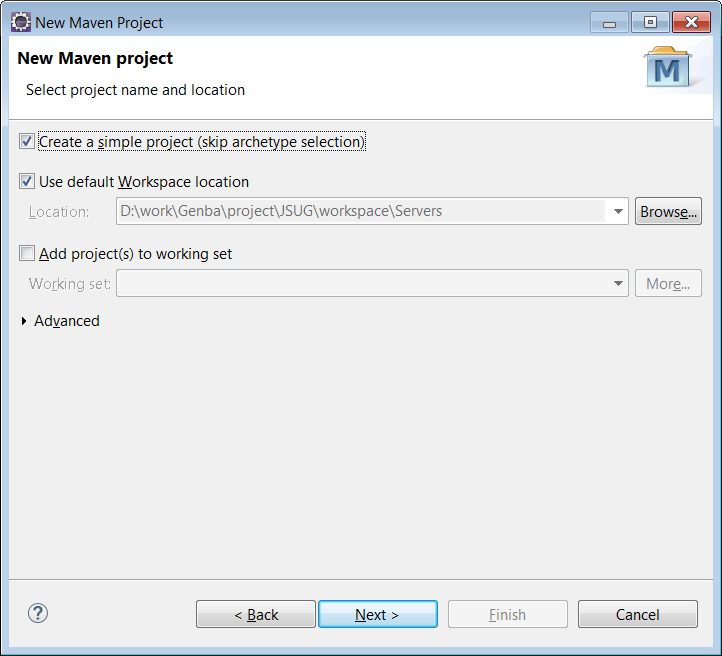 New Maven Project
New Maven project
M
Select project name and location
Create a simple project (skip archetype selection)
Use default Workspace location
Location: D:\work\Genba\project\JSUG\workspace\Servers Browse...
Add project(s) to working set
Working set: More...
Advanced
? < Back Next > Finish Cancel